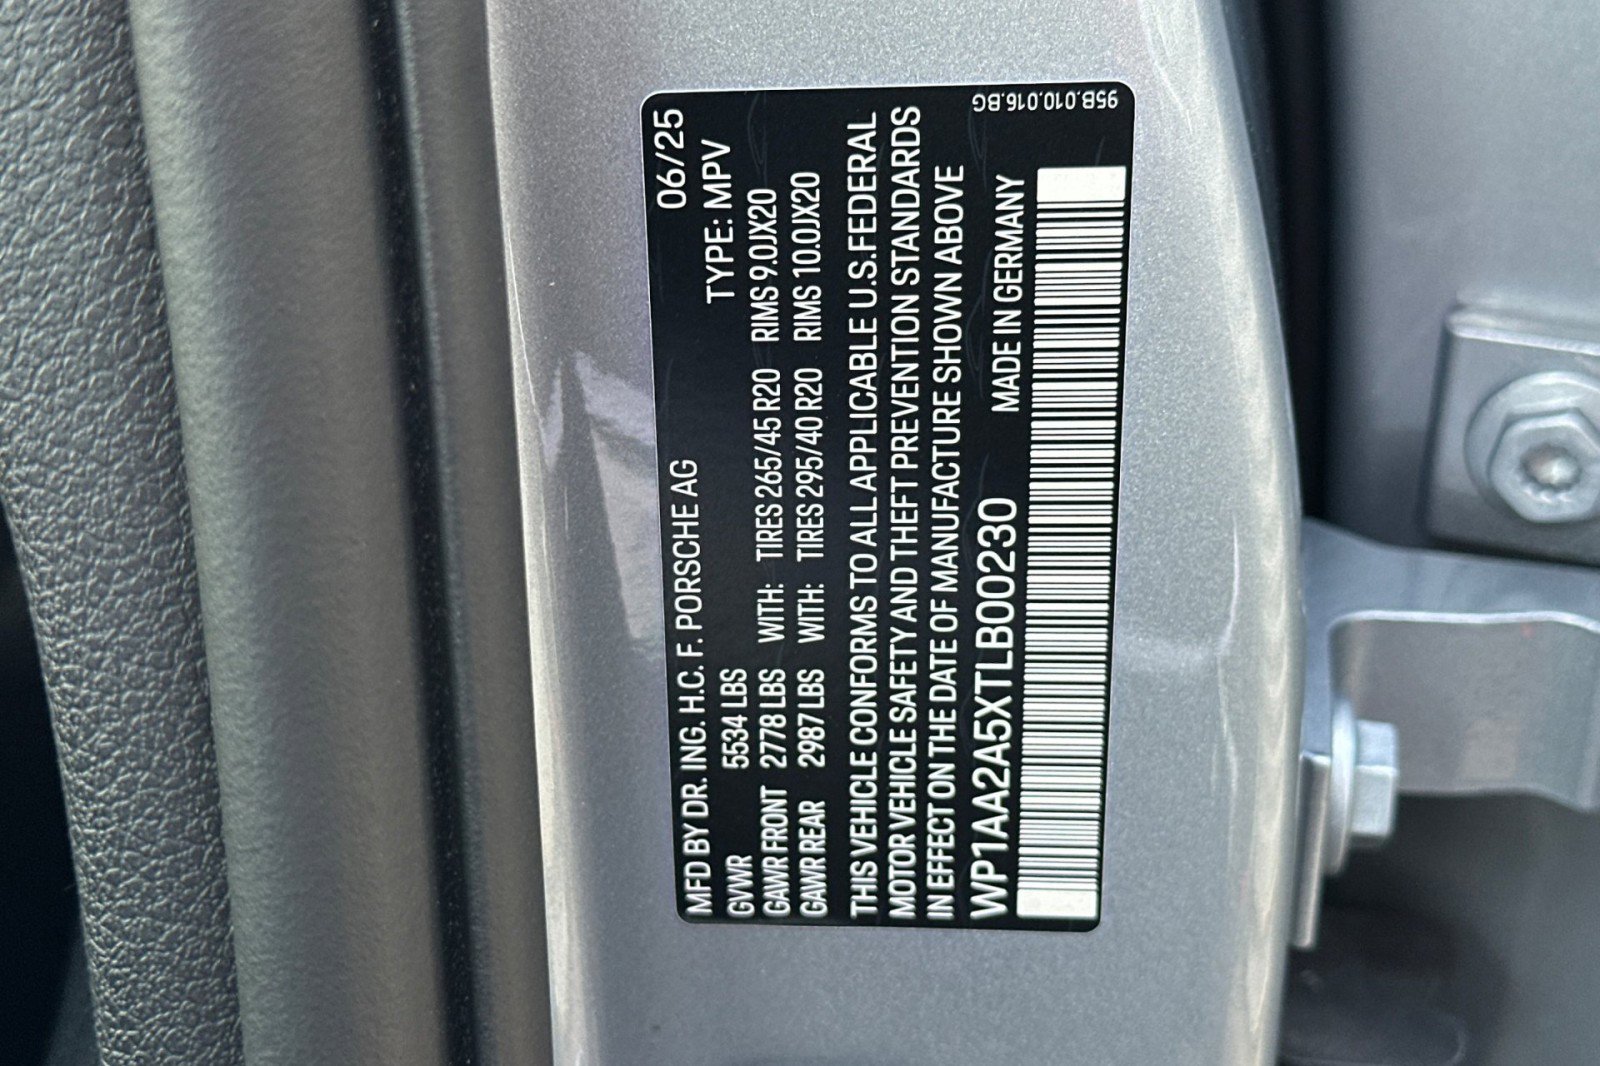 MFD BY DR. ING. H.C. F. PORSCHE AG 06/25
GVWR 5534 LBS TYPE: MPV
GAWR FRONT 2778 LBS WITH: TIRES 265/45 R20 RIMS 9.0JX20
GAWR REAR 2987 LBS WITH: TIRES 295/40 R20 RIMS 10.0JX20
THIS VEHICLE CONFORMS TO ALL APPLICABLE U.S. FEDERAL
MOTOR VEHICLE SAFETY AND THEFT PREVENTION STANDARDS
IN EFFECT ON THE DATE OF MANUFACTURE SHOWN ABOVE
WP1AA2A5XTLB00230 MADE IN GERMANY
95B.010.016.BG